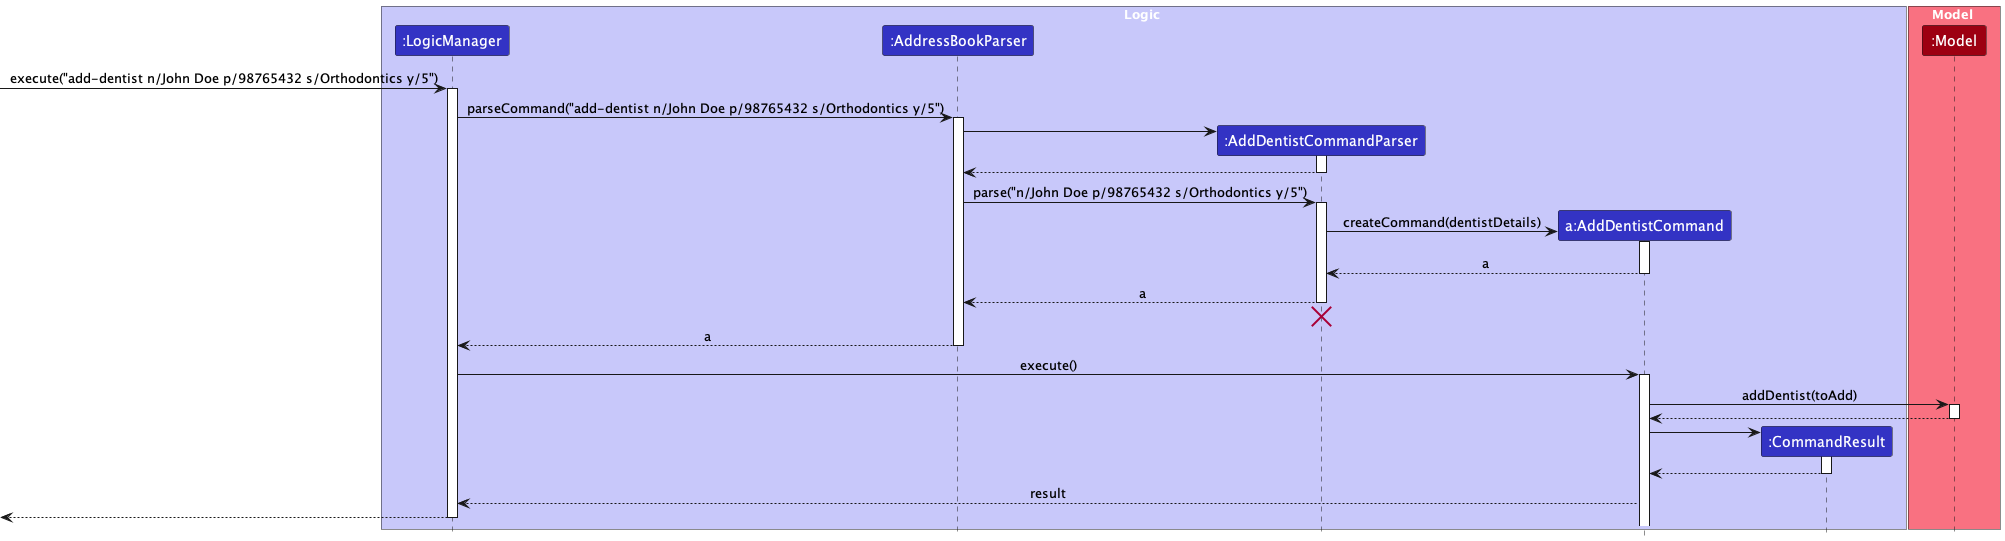 Logic
Model
:LogicManager
:AddressBookParser
:Model
execute("add-dentist n/John Doe p/98765432 s/Orthodontics y/5")
parseCommand("add-dentist n/John Doe p/98765432 s/Orthodontics y/5")
:AddDentistCommandParser
parse("n/John Doe p/98765432 s/Orthodontics y/5")
createCommand(dentistDetails)
a:AddDentistCommand
a
a
a
execute()
addDentist(toAdd)
:CommandResult
result